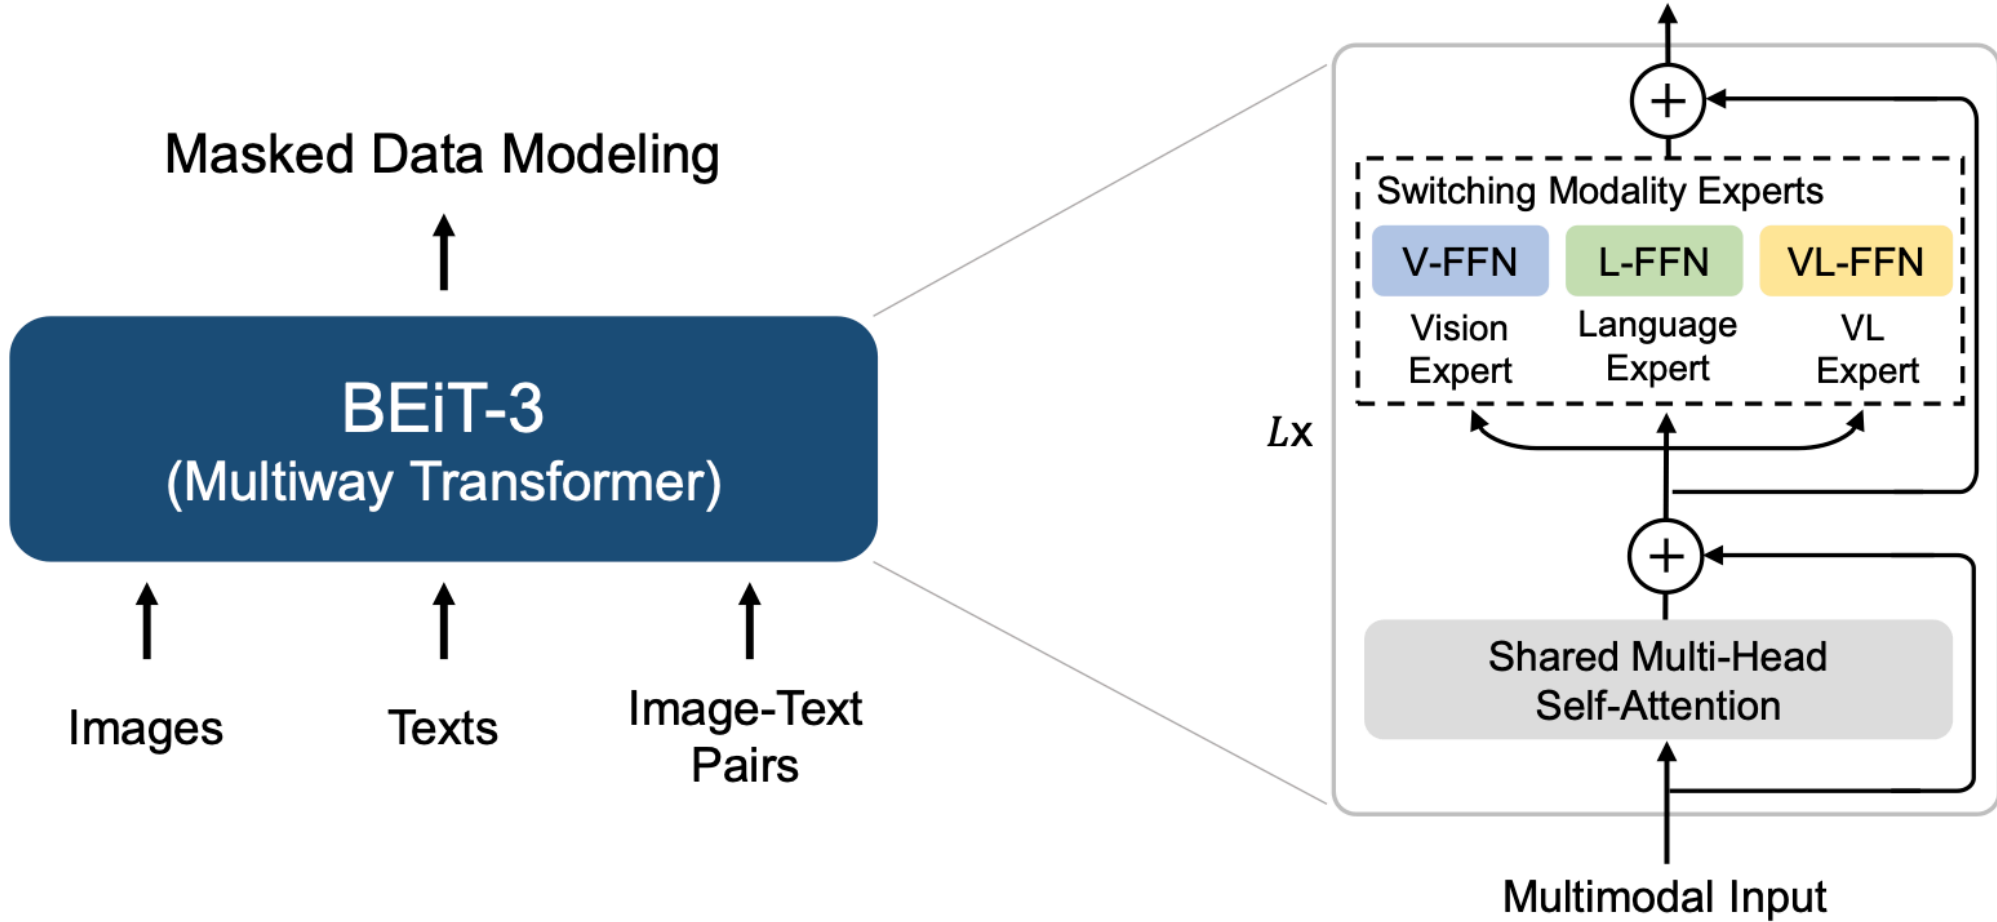 Masked Data Modeling
BEiT-3
(Multiway Transformer)
Images
Texts
Image-Text
Pairs
Lx
+
Switching Modality Experts
V-FFN
L-FFN
VL-FFN
Vision
Expert
Language
Expert
VL
Expert
+
Shared Multi-Head
Self-Attention
Multimodal Input